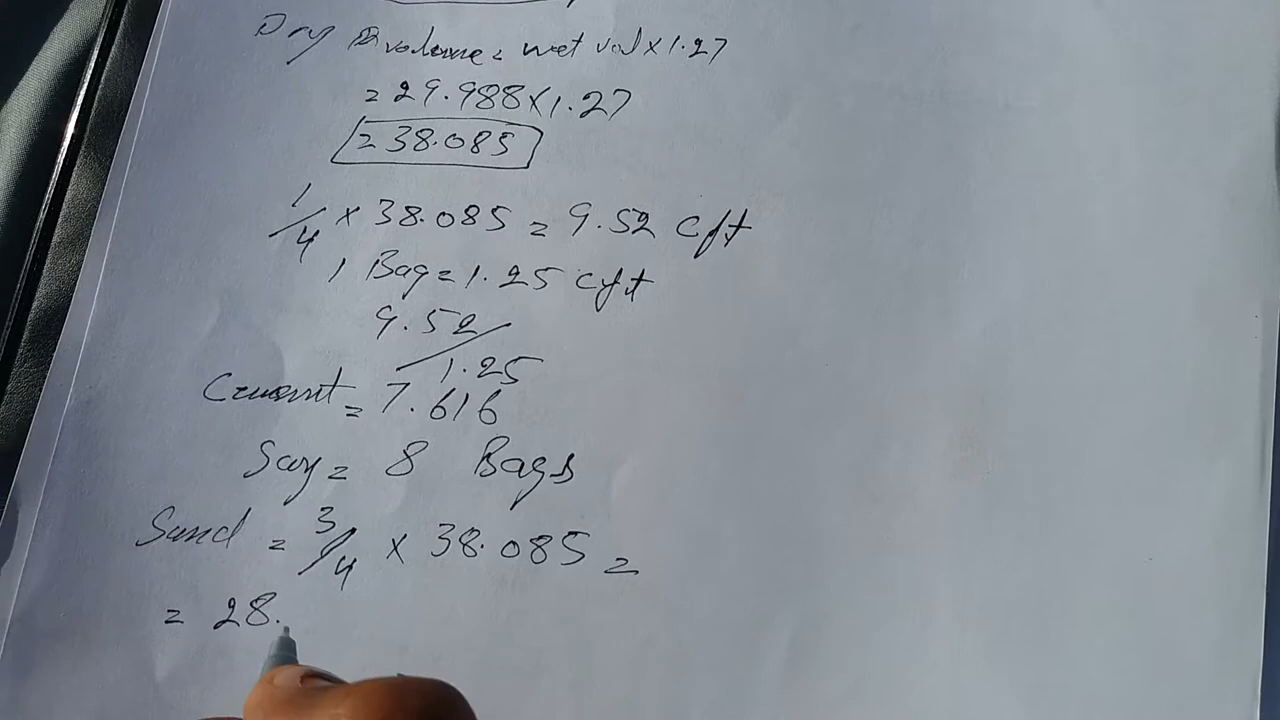 Dry volume = wet vol x 1.27
= 29.988 x 1.27
= 38.085
1/4 x 38.085 = 9.52 cft
1 Bag = 1.25 cft
9.52/1.25
Cement = 7.616
Say = 8 Bags
Sand = 3/4 x 38.085 =
= 28.